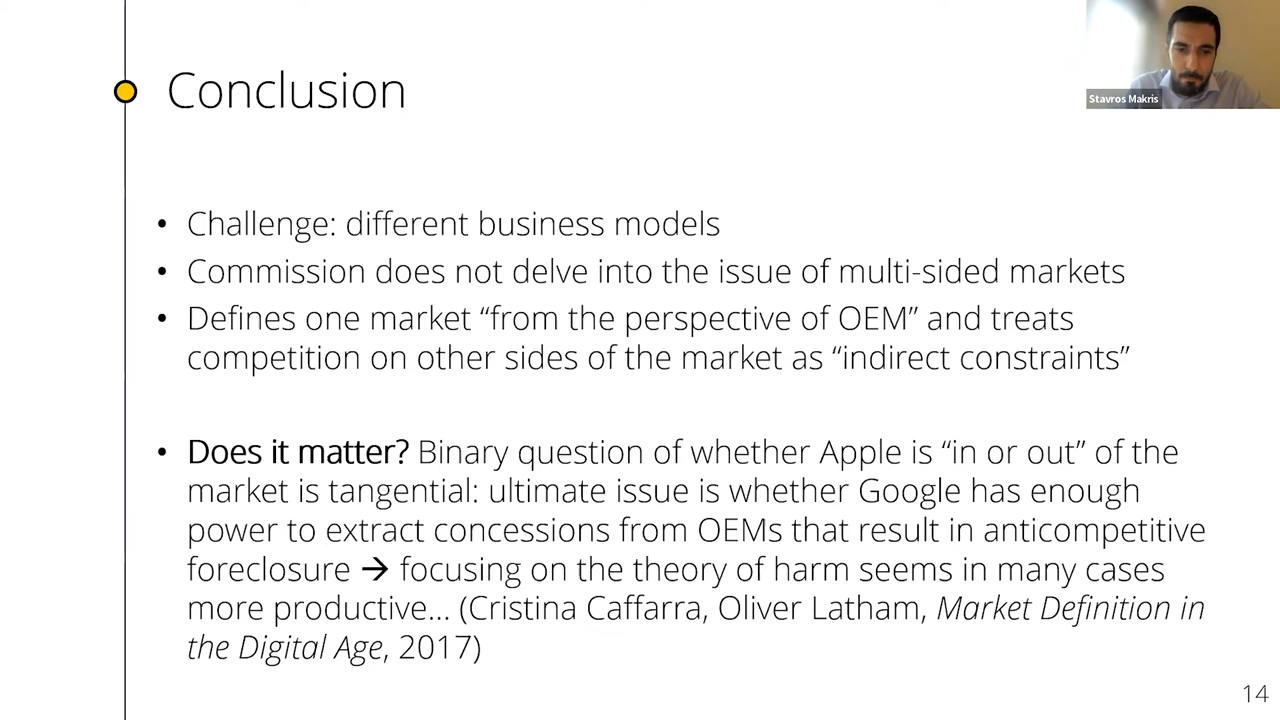 Conclusion
Stavros Makris
• Challenge: different business models
• Commission does not delve into the issue of multi-sided markets
• Defines one market “from the perspective of OEM” and treats
competition on other sides of the market as “indirect constraints”
• Does it matter? Binary question of whether Apple is “in or out” of the
market is tangential: ultimate issue is whether Google has enough
power to extract concessions from OEMs that result in anticompetitive
foreclosure → focusing on the theory of harm seems in many cases
more productive… (Cristina Caffarra, Oliver Latham, Market Definition in
the Digital Age, 2017)
14